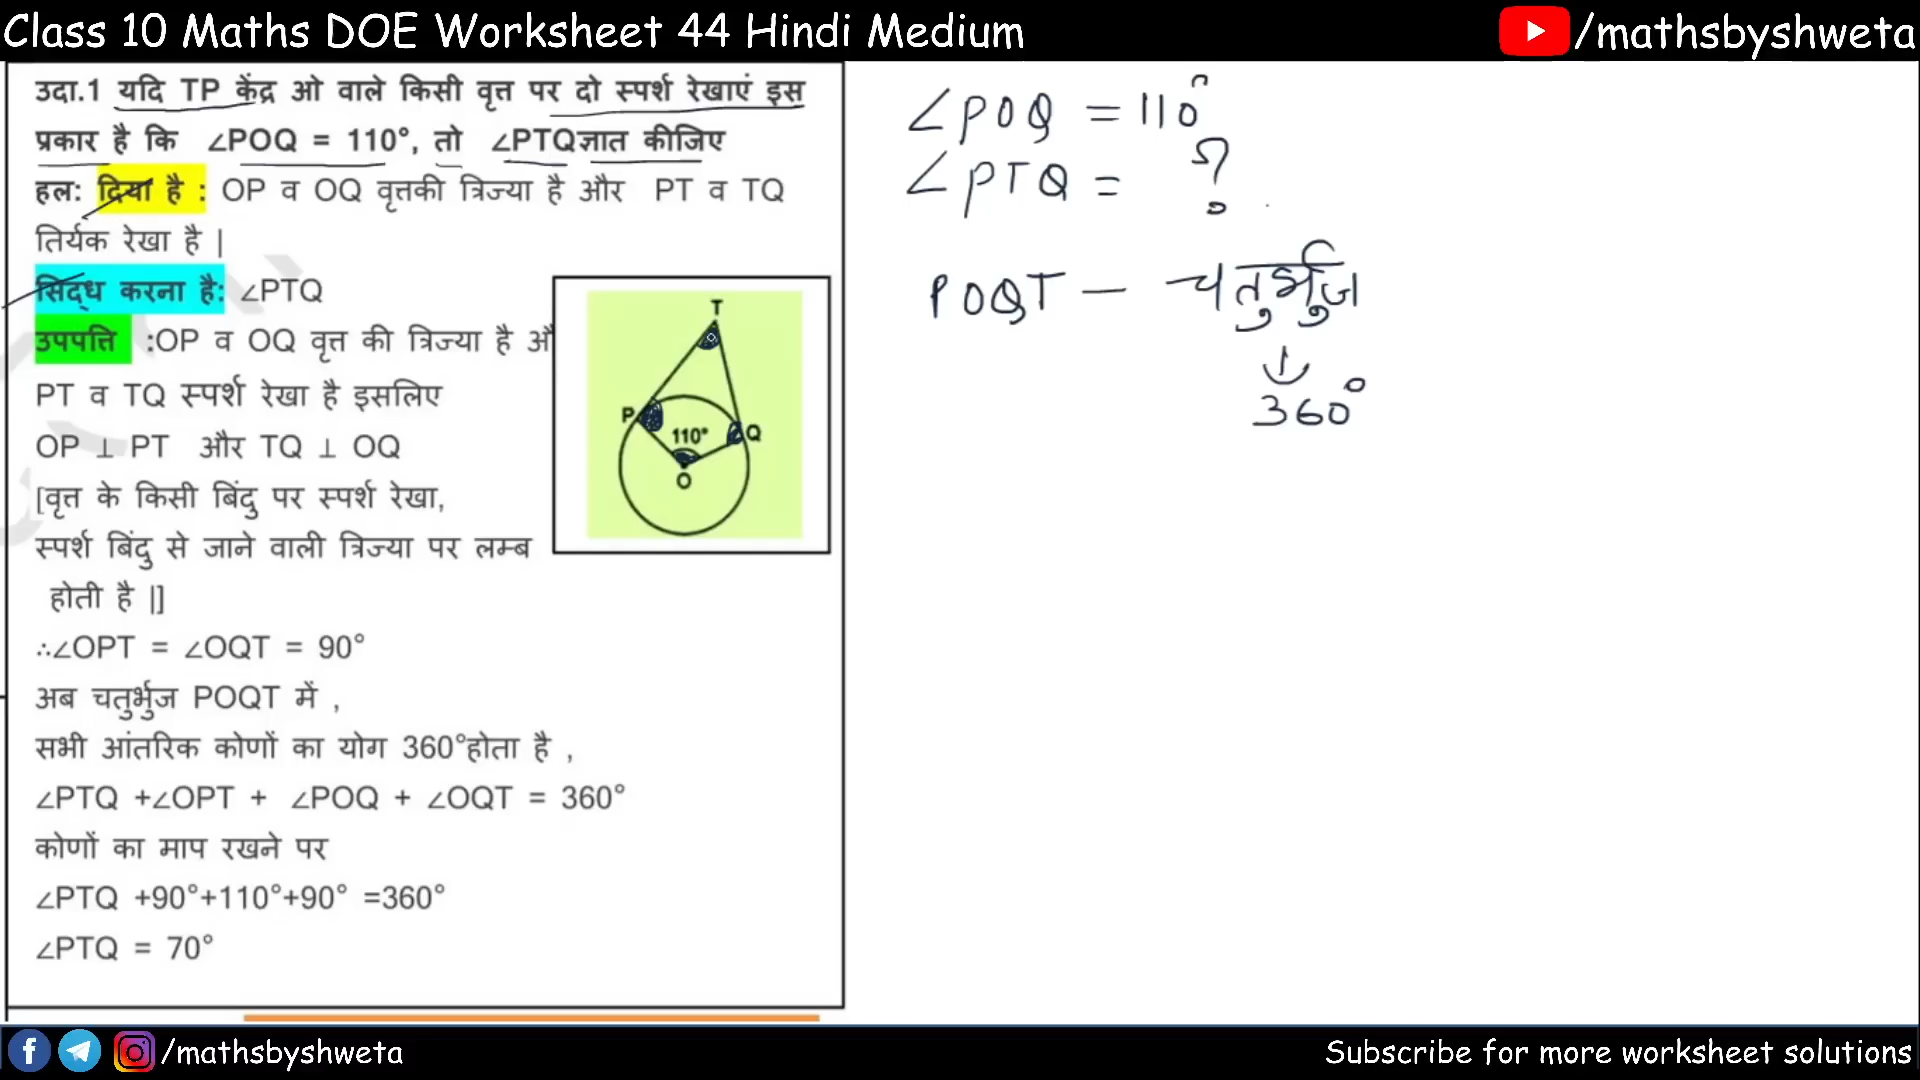 Class 10 Maths DOE Worksheet 44 Hindi Medium
/mathsbyshweta
उदा.1 यदि TP केंद्र ओ वाले किसी वृत्त पर दो स्पर्श रेखाएं इस
प्रकार है कि ∠POQ = 110°, तो ∠PTQज्ञात कीजिए
हल: दिया है : OP व OQ वृत्तकी त्रिज्या है और PT व TQ
तिर्यक रेखा है |
सिद्ध करना है: ∠PTQ
उपपत्ति :OP व OQ वृत्त की त्रिज्या है औ
PT व TQ स्पर्श रेखा है इसलिए
OP ⊥ PT और TQ ⊥ OQ
[वृत्त के किसी बिंदु पर स्पर्श रेखा,
स्पर्श बिंदु से जाने वाली त्रिज्या पर लम्ब
होती है |]
∴∠OPT = ∠OQT = 90°
अब चतुर्भुज POQT में ,
सभी आंतरिक कोणों का योग 360°होता है ,
∠PTQ +∠OPT + ∠POQ + ∠OQT = 360°
कोणों का माप रखने पर
∠PTQ +90°+110°+90° =360°
∠PTQ = 70°
T
P
110°
Q
O
∠POQ = 110°
∠PTQ = ?
POQT — चतुर्भुज
360°
/mathsbyshweta
Subscribe for more worksheet solutions